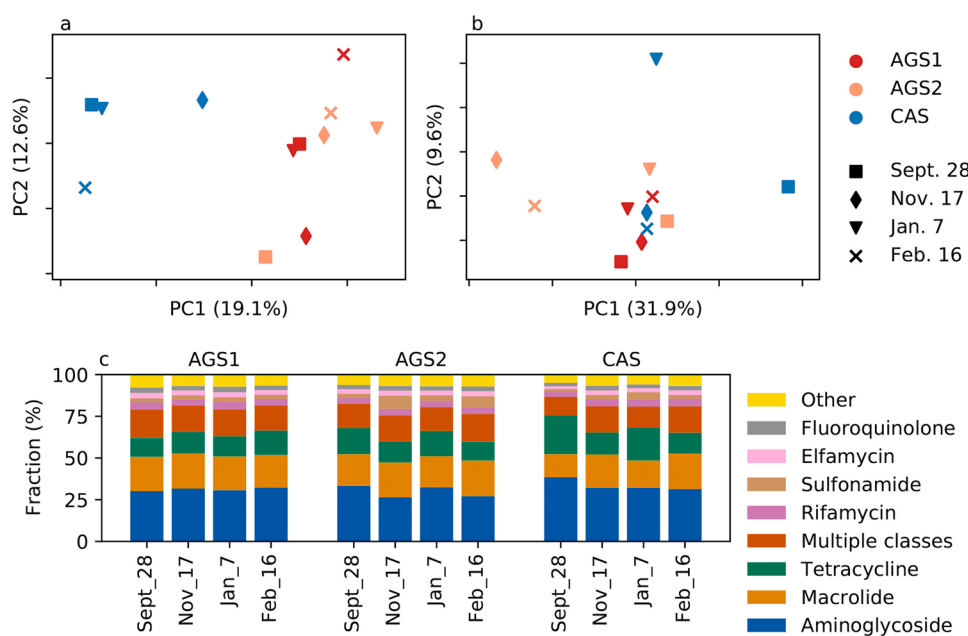 a
PC2 (12.6%)
PC1 (19.1%)
b
PC2 (9.6%)
PC1 (31.9%)
AGS1
AGS2
CAS
Sept. 28
Nov. 17
Jan. 7
Feb. 16
c
AGS1
AGS2
CAS
Fraction (%)
100
75
50
25
0
Sept_28
Nov_17
Jan_7
Feb_16
Sept_28
Nov_17
Jan_7
Feb_16
Sept_28
Nov_17
Jan_7
Feb_16
Other
Fluoroquinolone
Elfamycin
Sulfonamide
Rifamycin
Multiple classes
Tetracycline
Macrolide
Aminoglycoside